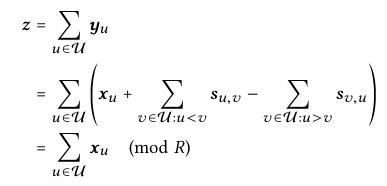 z = ∑_{u∈𝒰} y_u
= ∑_{u∈𝒰} ( x_u + ∑_{v∈𝒰:u<v} s_{u,v} − ∑_{v∈𝒰:u>v} s_{v,u} )
= ∑_{u∈𝒰} x_u (mod R)